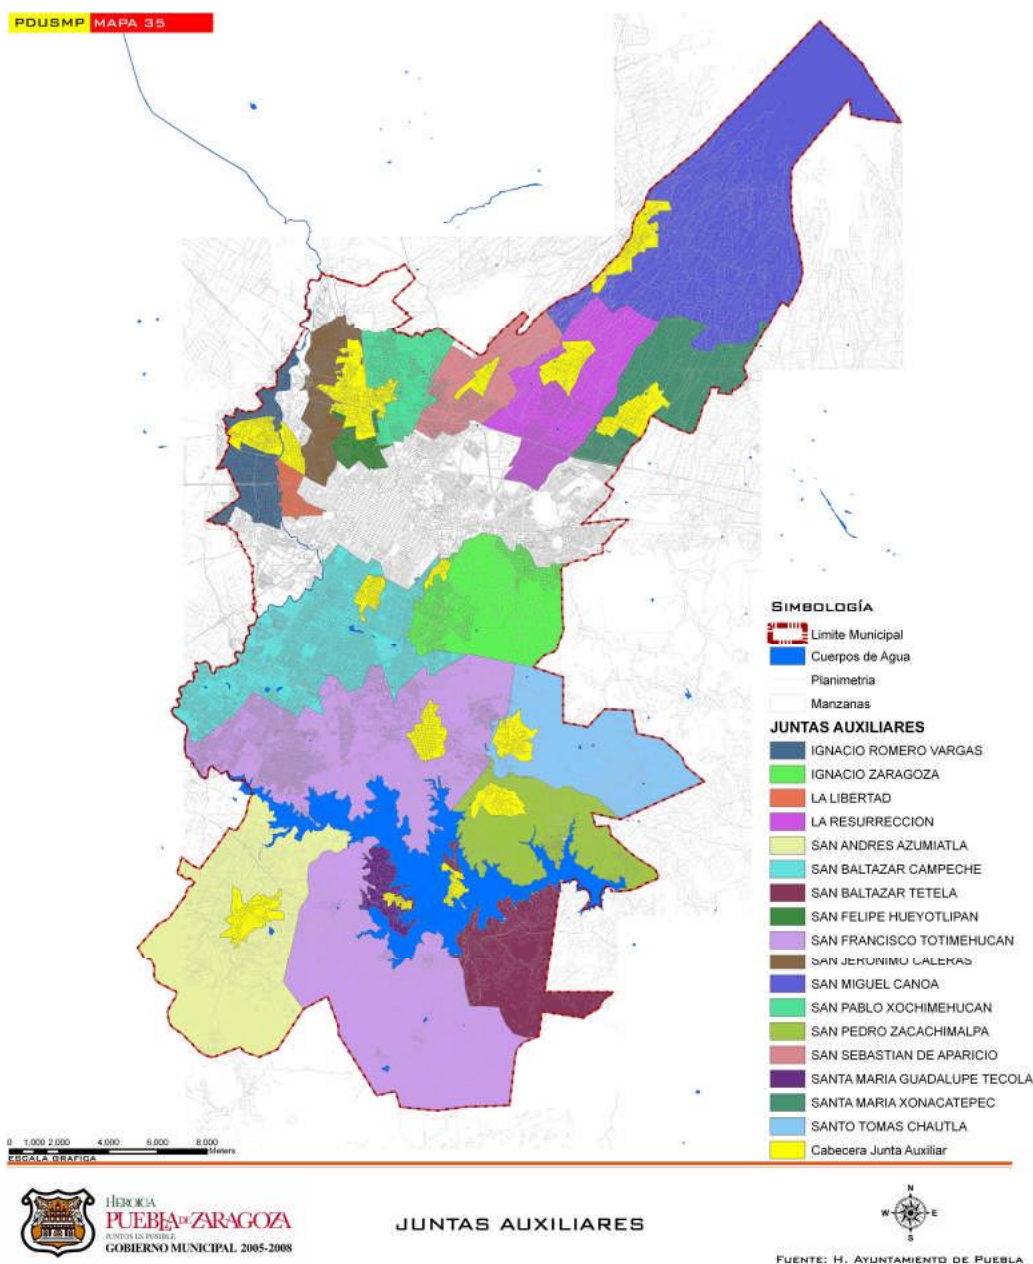 PDUSMP MAPA 35
SIMBOLOGÍA
Limite Municipal
Cuerpos de Agua
Planimetria
Manzanas
JUNTAS AUXILIARES
IGNACIO ROMERO VARGAS
IGNACIO ZARAGOZA
LA LIBERTAD
LA RESURRECCION
SAN ANDRES AZUMIATLA
SAN BALTAZAR CAMPECHE
SAN BALTAZAR TETELA
SAN FELIPE HUEYOTLIPAN
SAN FRANCISCO TOTIMEHUCAN
SAN JERONIMO CALERAS
SAN MIGUEL CANOA
SAN PABLO XOCHIMEHUCAN
SAN PEDRO ZACACHIMALPA
SAN SEBASTIAN DE APARICIO
SANTA MARIA GUADALUPE TECOLA
SANTA MARIA XONACATEPEC
SANTO TOMAS CHAUTLA
Cabecera Junta Auxiliar
0 1,000 2,000 4,000 6,000 8,000
Meters
ESCALA GRAFICA
HEROICA
PUEBLA DE ZARAGOZA
JUNTOS ES POSIBLE
GOBIERNO MUNICIPAL 2005-2008
JUNTAS AUXILIARES
N
W E
S
FUENTE: H. AYUNTAMIENTO DE PUEBLA